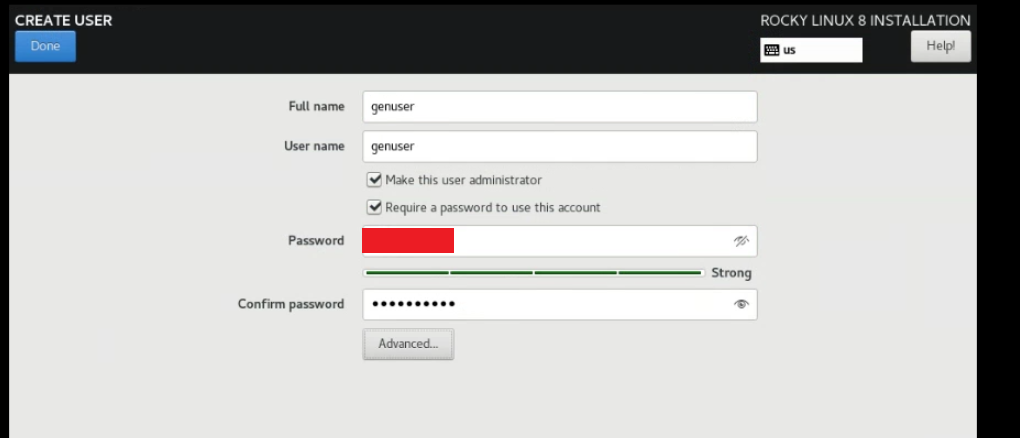 CREATE USER
ROCKY LINUX 8 INSTALLATION
Done
us
Help!
Full name
genuser
User name
genuser
Make this user administrator
Require a password to use this account
Password
Strong
Confirm password
••••••••••
Advanced...